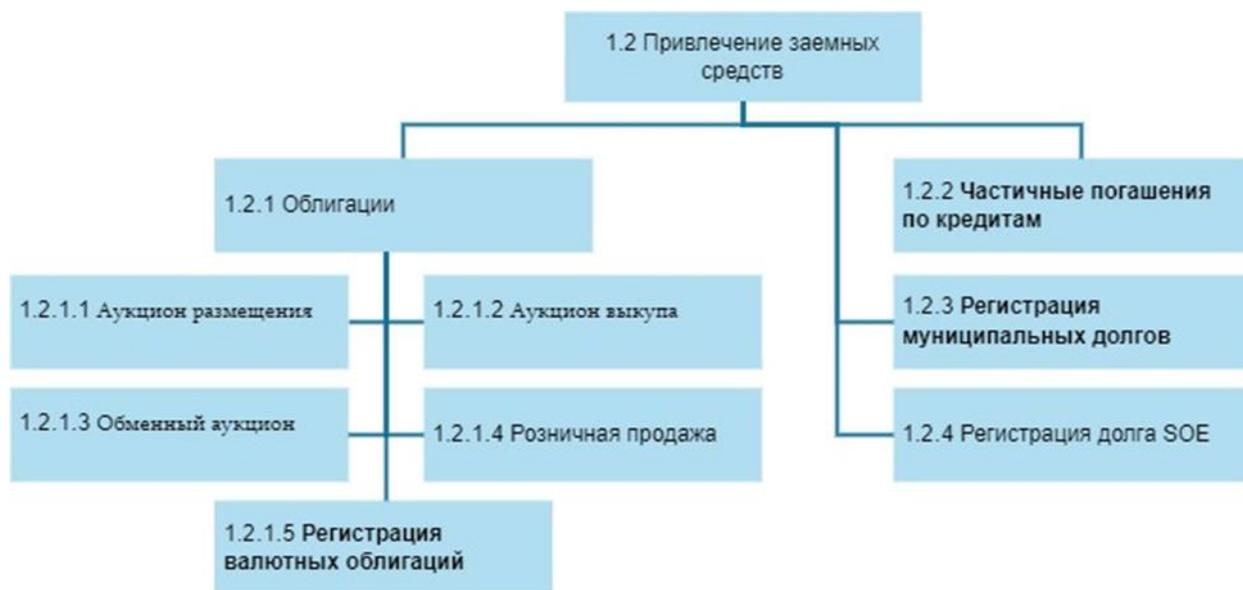 1.2 Привлечение заемных
средств
1.2.1 Облигации
1.2.2 Частичные погашения
по кредитам
1.2.1.1 Аукцион размещения
1.2.1.2 Аукцион выкупа
1.2.3 Регистрация
муниципальных долгов
1.2.1.3 Обменный аукцион
1.2.1.4 Розничная продажа
1.2.4 Регистрация долга SOE
1.2.1.5 Регистрация
валютных облигаций